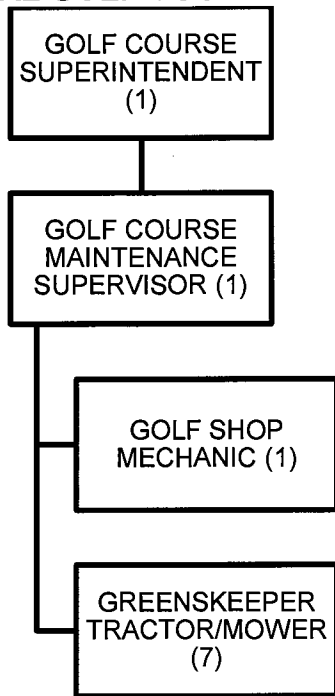 GOLF COURSE
SUPERINTENDENT
(1)
GOLF COURSE
MAINTENANCE
SUPERVISOR (1)
GOLF SHOP
MECHANIC (1)
GREENSKEEPER
TRACTOR/MOWER
(7)